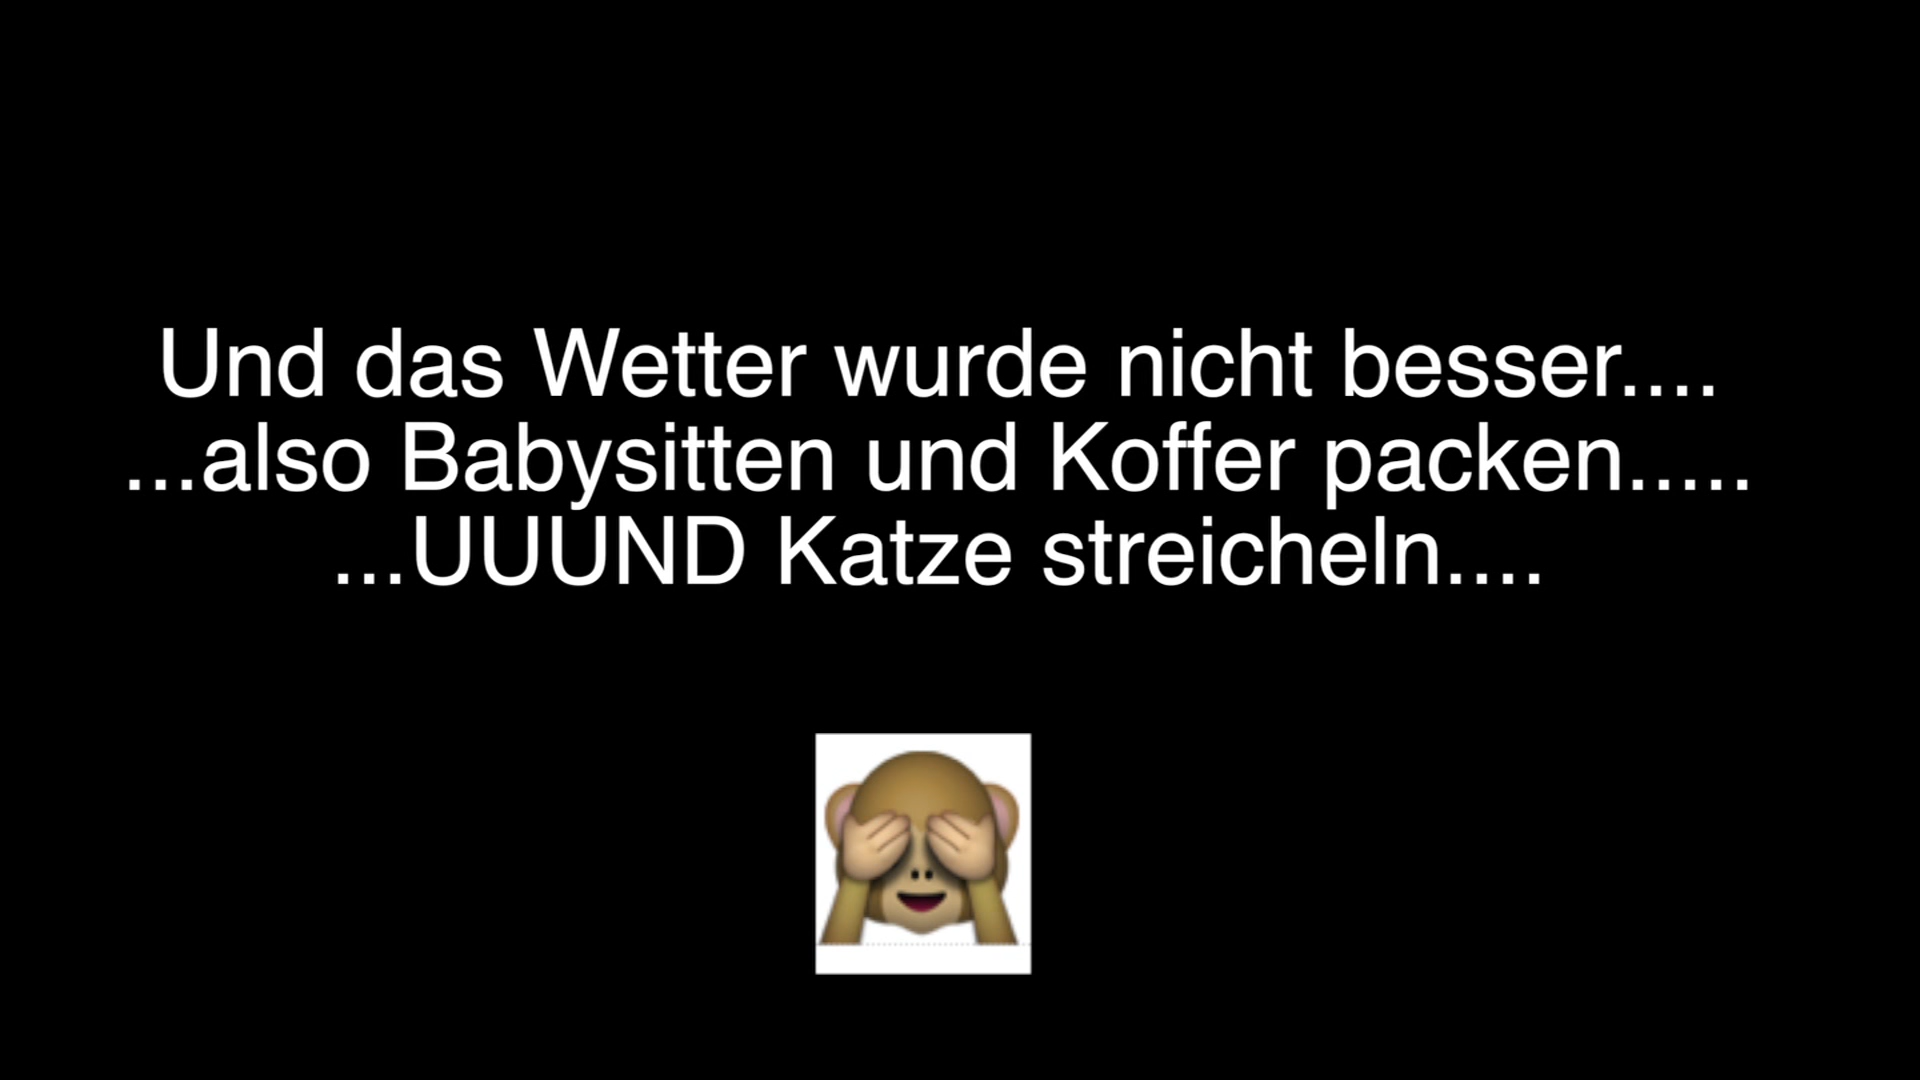 Und das Wetter wurde nicht besser....
...also Babysitten und Koffer packen.....
...UUUND Katze streicheln....